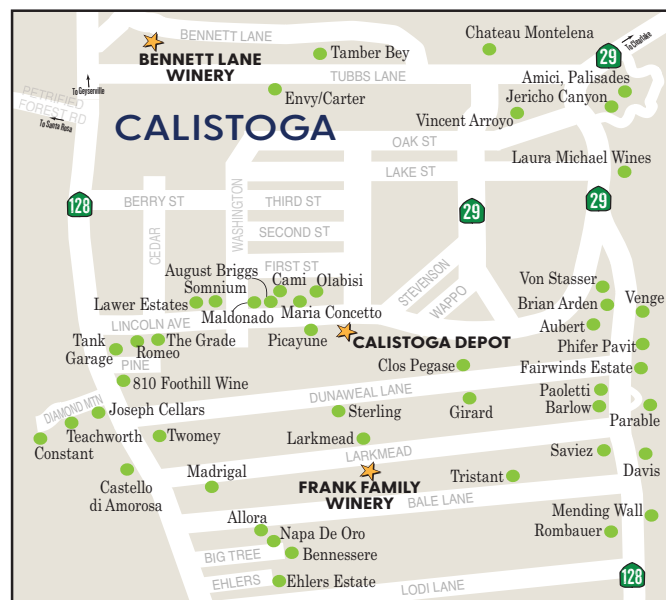 BENNETT LANE
Chateau Montelena
To Clearlake
BENNETT LANE
WINERY
Tamber Bey
29
TUBBS LANE
Amici, Palisades
To Geyserville
Envy/Carter
Jericho Canyon
PETRIFIED
FOREST RD
To Santa Rosa
Vincent Arroyo
CALISTOGA
OAK ST
Laura Michael Wines
LAKE ST
128
BERRY ST
WASHINGTON
THIRD ST
29
29
CEDAR
SECOND ST
FIRST ST
STEVENSON
WAPPO
August Briggs
Cami
Olabisi
Somnium
Von Stasser
Lawer Estates
Maldonado
Maria Concetto
Brian Arden
Venge
LINCOLN AVE
Aubert
Tank
Garage
The Grade
Romeo
Picayune
CALISTOGA DEPOT
Phifer Pavit
PINE
Clos Pegase
Fairwinds Estate
810 Foothill Wine
DIAMOND MTN
DUNAWEAL LANE
Paoletti
Joseph Cellars
Sterling
Girard
Barlow
Parable
Teachworth
Twomey
Larkmead
Constant
LARKMEAD
Saviez
Davis
Castello
di Amorosa
Madrigal
FRANK FAMILY
WINERY
Tristant
BALE LANE
Allora
Mending Wall
Napa De Oro
Rombauer
BIG TREE
Bennessere
EHLERS
Ehlers Estate
LODI LANE
128